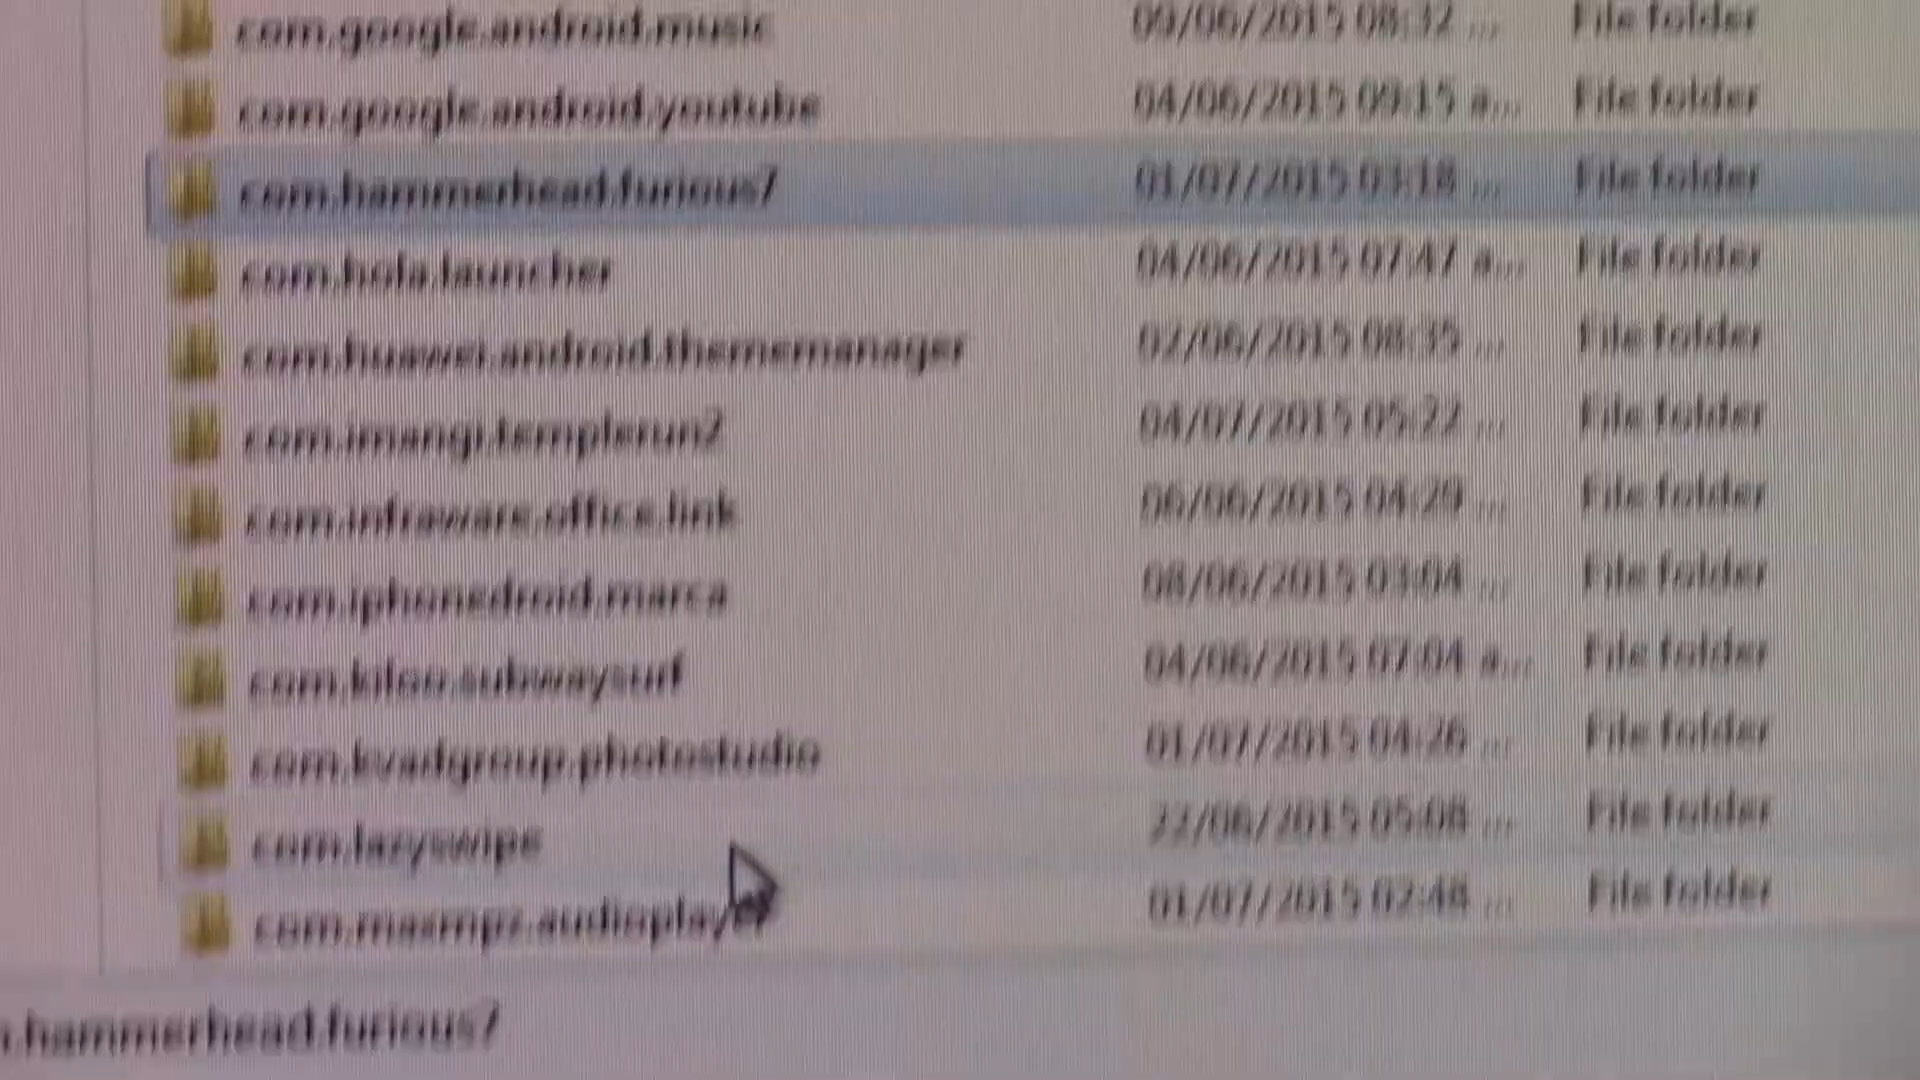 com.google.android.music 09/06/2015 08:32 ... File folder
com.google.android.youtube 04/06/2015 09:15 a... File folder
com.hammerhead.furious7 01/07/2015 03:18 ... File folder
com.hola.launcher 04/06/2015 07:47 a... File folder
com.huawei.android.thememanager 02/06/2015 08:35 ... File folder
com.imangi.templerun2 04/07/2015 05:22 ... File folder
com.infraware.office.link 06/06/2015 04:29 ... File folder
com.iphonedroid.marca 08/06/2015 03:04 ... File folder
com.kiloo.subwaysurf 04/06/2015 07:04 a... File folder
com.kvadgroup.photostudio 01/07/2015 04:26 ... File folder
com.lazyswipe 22/06/2015 05:08 ... File folder
com.maxmpz.audioplayer 01/07/2015 02:48 ... File folder
.hammerhead.furious7